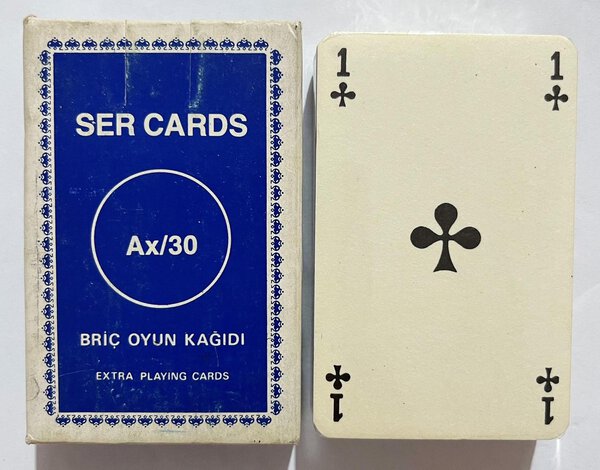 SER CARDS
Ax/30
BRİÇ OYUN KAĞIDI
EXTRA PLAYING CARDS
1 1
1 1